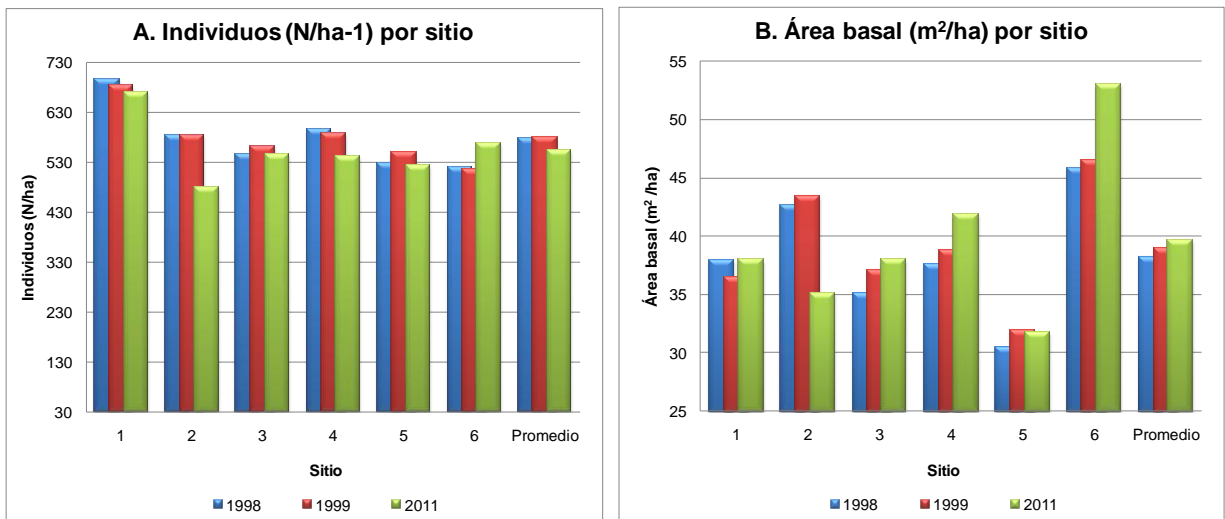 A. Individuos (N/ha-1) por sitio
Individuos (N/ha)
730
630
530
430
330
230
130
30
1 2 3 4 5 6 Promedio
Sitio
1998 1999 2011
B. Área basal (m²/ha) por sitio
Área basal (m² /ha)
55
50
45
40
35
30
25
1 2 3 4 5 6 Promedio
Sitio
1998 1999 2011